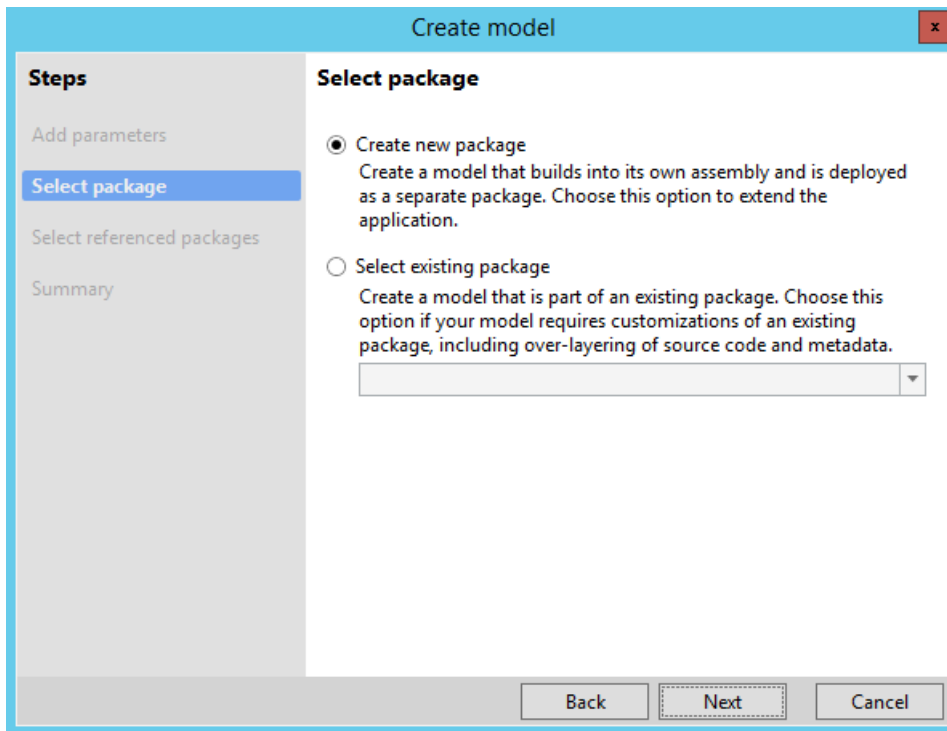 Create model
x
Steps
Add parameters
Select package
Select referenced packages
Summary
Select package
Create new package
Create a model that builds into its own assembly and is deployed
as a separate package. Choose this option to extend the
application.
Select existing package
Create a model that is part of an existing package. Choose this
option if your model requires customizations of an existing
package, including over-layering of source code and metadata.
Back
Next
Cancel